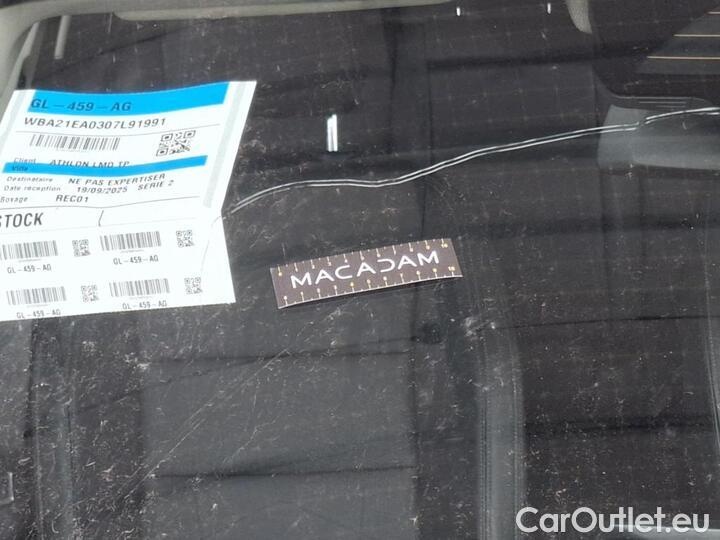 GL-459-AG
WBA21EA0307L91991
Client ATHLON LMD TP
Ville
Destinataire NE PAS EXPERTISER
Date réception 19/09/2025 SERIE 2
REC01
STOCK
GL-459-AG
GL-459-AG
GL-459-AG
GL-459-AG
MACADAM
CarOutlet.eu